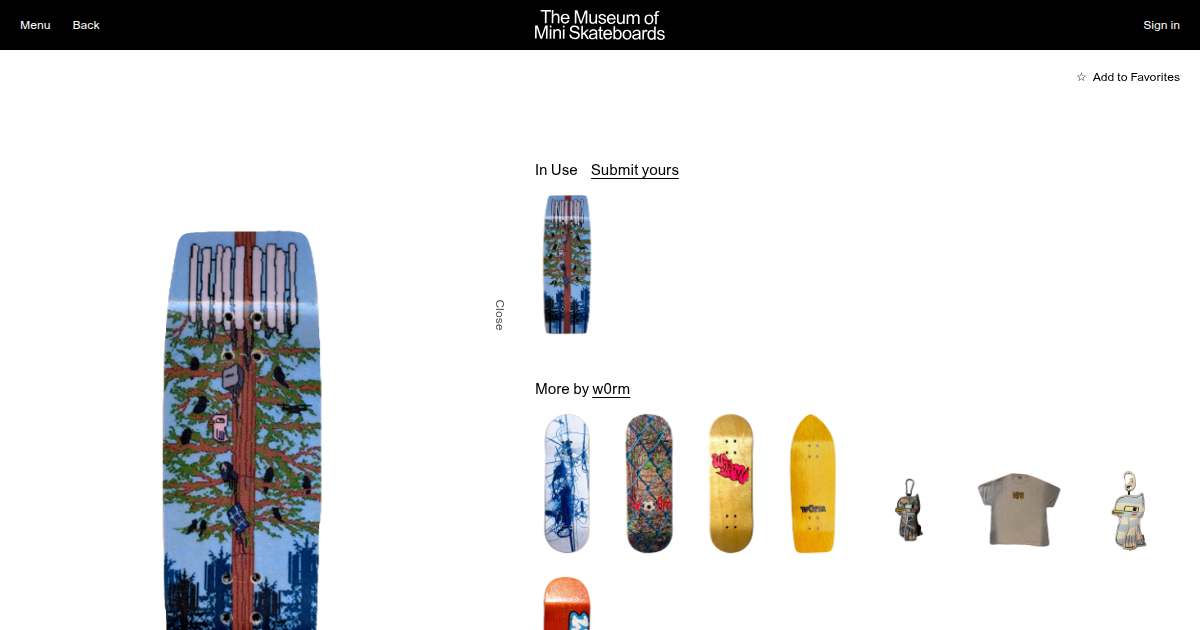 Menu
Back
The Museum of
Mini Skateboards
Sign in
☆ Add to Favorites
In Use
Submit yours
Close
More by w0rm
w0rm